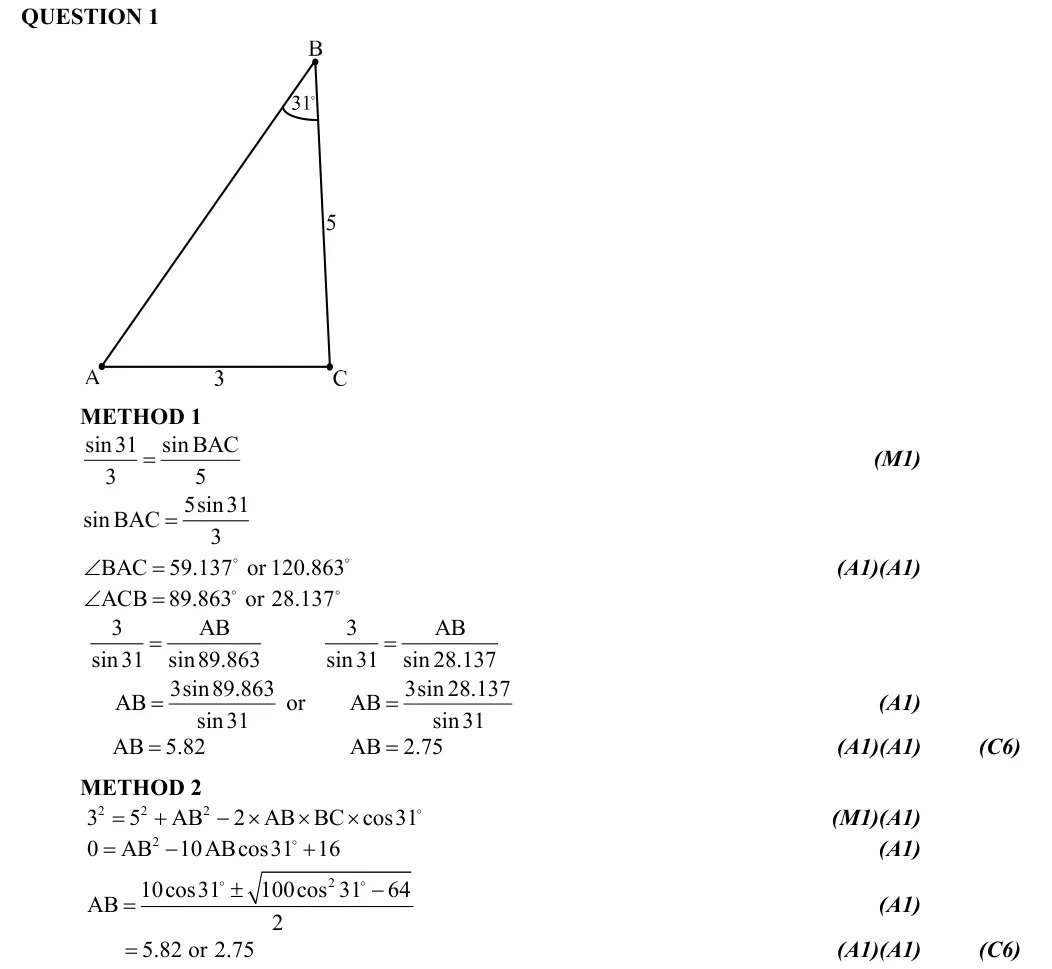 QUESTION 1
B
31°
5
A
3
C
METHOD 1
sin 31 / 3 = sin BAC / 5 (M1)
sin BAC = 5 sin 31 / 3
∠BAC = 59.137° or 120.863° (A1)(A1)
∠ACB = 89.863° or 28.137°
3 / sin 31 = AB / sin 89.863 3 / sin 31 = AB / sin 28.137
AB = 3 sin 89.863 / sin 31 or AB = 3 sin 28.137 / sin 31 (A1)
AB = 5.82 AB = 2.75 (A1)(A1) (C6)
METHOD 2
3² = 5² + AB² − 2 × AB × BC × cos 31° (M1)(A1)
0 = AB² − 10 AB cos 31° + 16 (A1)
AB = 10 cos 31° ± √(100 cos² 31° − 64) / 2 (A1)
= 5.82 or 2.75 (A1)(A1) (C6)